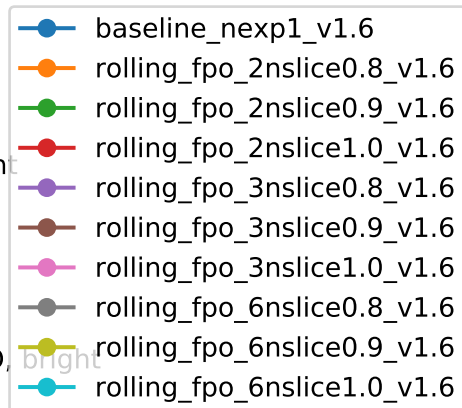 baseline_nexp1_v1.6
rolling_fpo_2nslice0.8_v1.6
rolling_fpo_2nslice0.9_v1.6
rolling_fpo_2nslice1.0_v1.6
rolling_fpo_3nslice0.8_v1.6
rolling_fpo_3nslice0.9_v1.6
rolling_fpo_3nslice1.0_v1.6
rolling_fpo_6nslice0.8_v1.6
rolling_fpo_6nslice0.9_v1.6
bright
rolling_fpo_6nslice1.0_v1.6